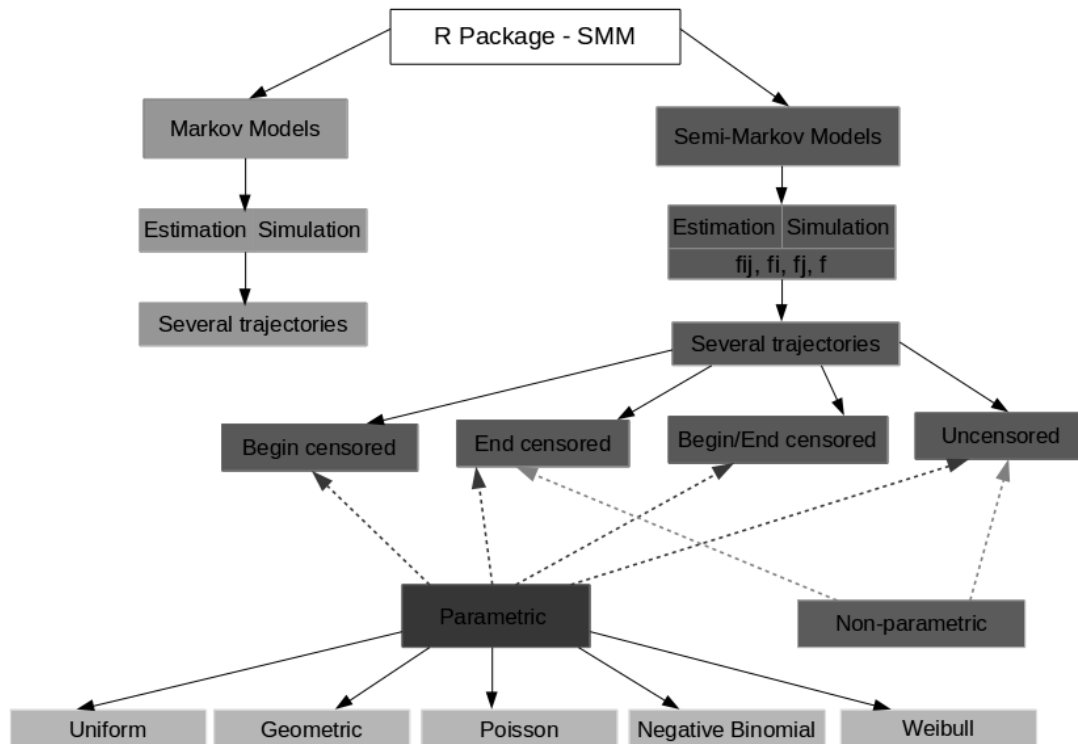 R Package - SMM
Markov Models
Semi-Markov Models
Estimation Simulation
Estimation Simulation
fij, fi, fj, f
Several trajectories
Several trajectories
Begin censored
End censored
Begin/End censored
Uncensored
Parametric
Non-parametric
Uniform
Geometric
Poisson
Negative Binomial
Weibull